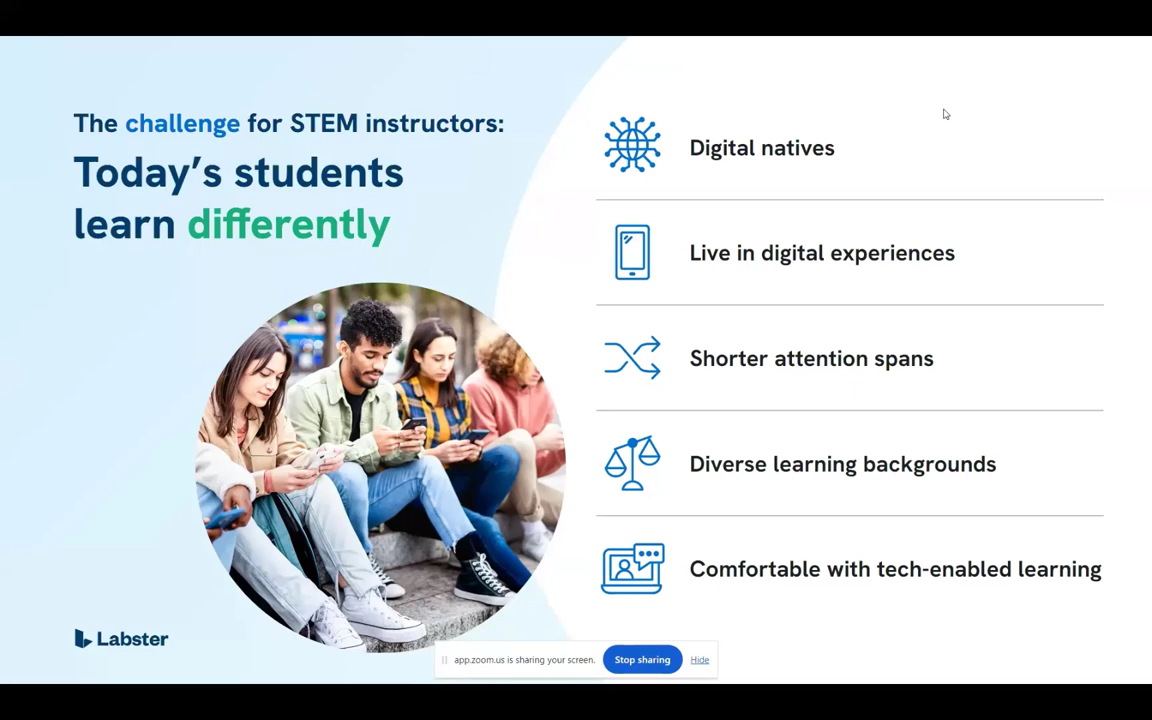 The challenge for STEM instructors:
Today's students
learn differently
Digital natives
Live in digital experiences
Shorter attention spans
Diverse learning backgrounds
Comfortable with tech-enabled learning
Labster
app.zoom.us is sharing your screen.
Stop sharing
Hide